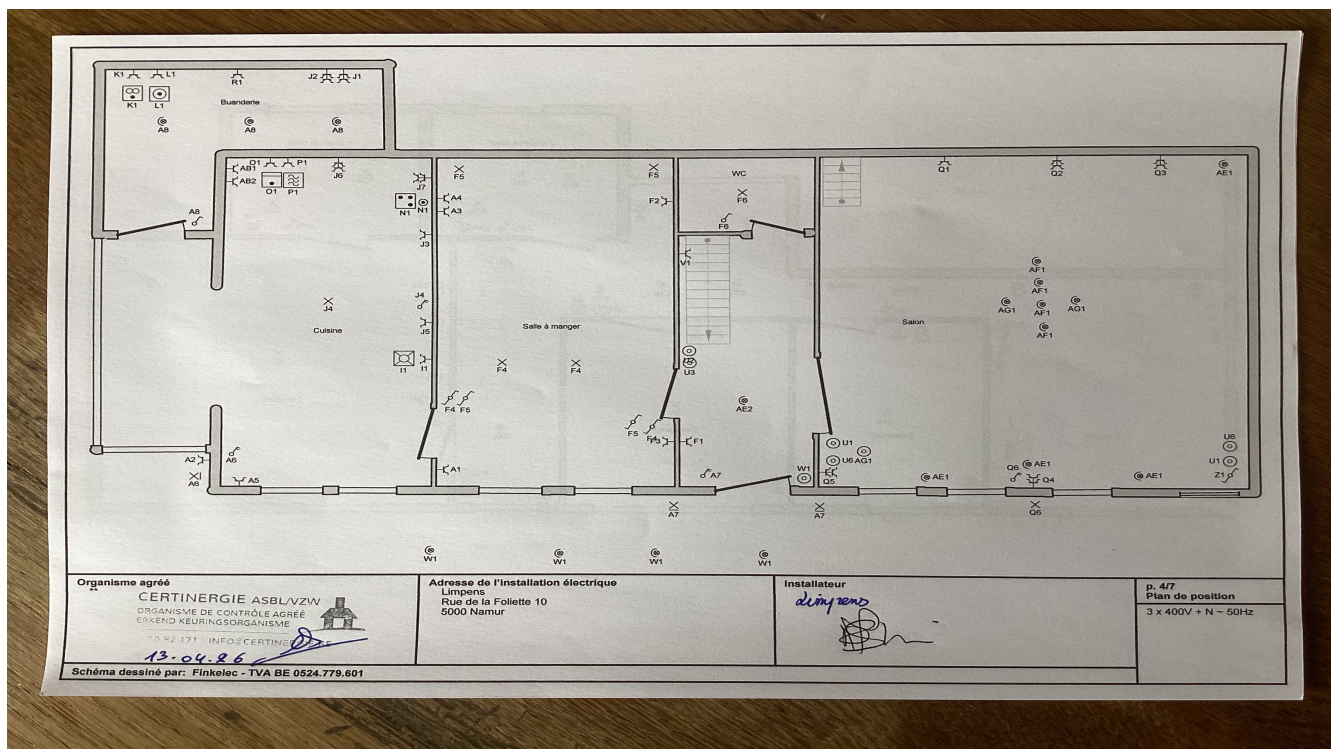 K1 L1 R1 J2 J1
K1 L1
Buanderie
A8 A8 A8
AB1 O1 P1 J6 J7 F5 F5 WC Q1 Q2 Q3 AE1
AB2 O1 P1 N1 N1 A4 A3 F2 F6
A8 F6
J3 V1
AF1
AF1
J4 J4 AG1 AF1 AG1
J5 AF1
Cuisine Salle à manger Salon
I1 I1 F4 F4 U3
F4 F5 AE2
F5 F4
F3 F1 U1 U6
A2 A6 A1 U6 AG1 U1
A6 A5 A7 W1 Q5 AE1 Q6 AE1 Q4 AE1 Z1
A7 A7 Q6
W1 W1 W1 W1
Organisme agréé
**
CERTINERGIE ASBL/VZW
ORGANISME DE CONTRÔLE AGRÉÉ
ERKEND KEURINGSORGANISME
13.04.26
Adresse de l'installation électrique
Limpens
Rue de la Foliette 10
5000 Namur
Installateur
Limpens
p. 4/7
Plan de position
3 x 400V + N ~ 50Hz
Schéma dessiné par: Finkelec - TVA BE 0524.779.601